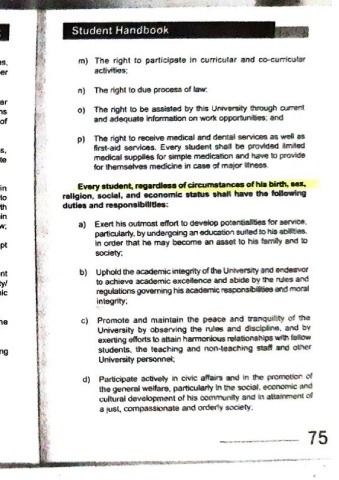 Student Handbook
m) The right to participate in curricular and co-curricular
activities;
n) The right to due process of law;
o) The right to be assisted by this University through current
and adequate information on work opportunities; and
p) The right to receive medical and dental services as well as
first-aid services. Every student shall be provided limited
medical supplies for simple medication and have to provide
for themselves medicine in case of major illness.
Every student, regardless of circumstances of his birth, sex,
religion, social, and economic status shall have the following
duties and responsibilities:
a) Exert his outmost effort to develop potentialities for service,
particularly, by undergoing an education suited to his abilities,
in order that he may become an asset to his family and to
society;
b) Uphold the academic integrity of the University and endeavor
to achieve academic excellence and abide by the rules and
regulations governing his academic responsibilities and moral
integrity;
c) Promote and maintain the peace and tranquility of the
University by observing the rules and discipline, and by
exerting efforts to attain harmonious relationships with fellow
students, the teaching and non-teaching staff and other
University personnel;
d) Participate actively in civic affairs and in the promotion of
the general welfare, particularly in the social, economic and
cultural development of his community and in attainment of
a just, compassionate and orderly society;
75